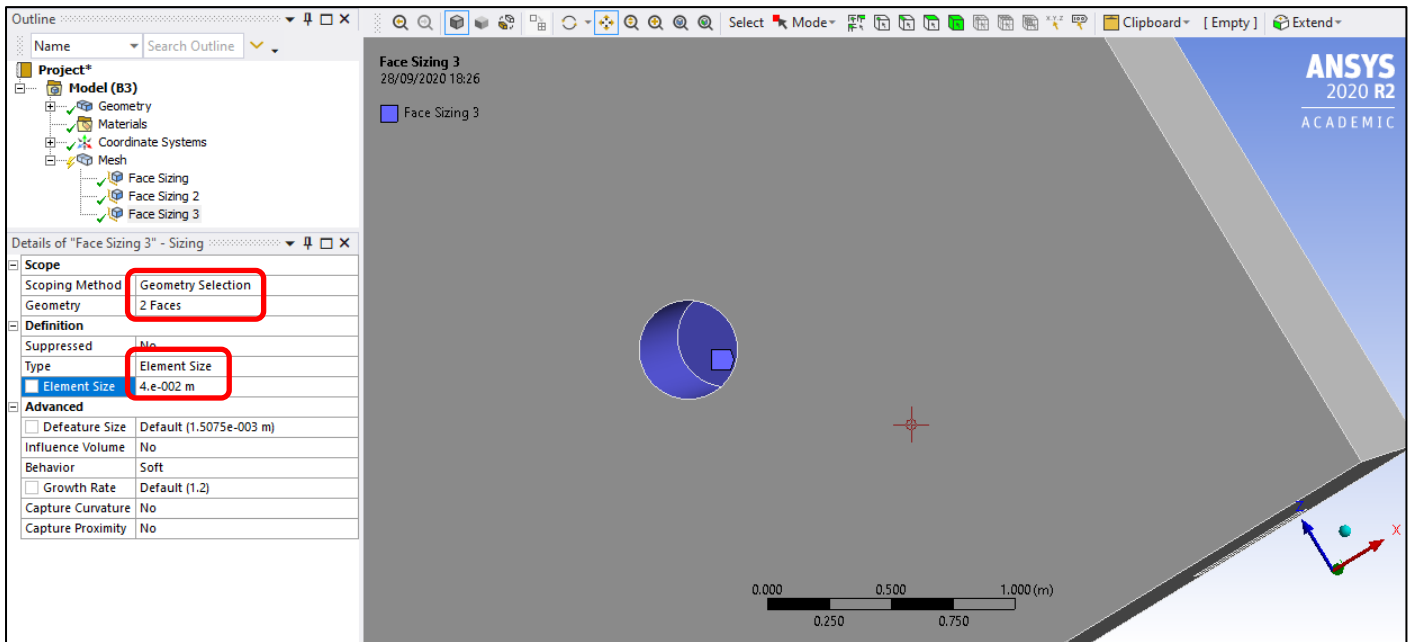 Outline
Select Mode Clipboard [ Empty ] Extend
Name Search Outline
Project*
Model (B3)
Geometry
Materials
Coordinate Systems
Mesh
Face Sizing
Face Sizing 2
Face Sizing 3
Details of "Face Sizing 3" - Sizing
Scope
Scoping Method Geometry Selection
Geometry 2 Faces
Definition
Suppressed No
Type Element Size
Element Size 4.e-002 m
Advanced
Defeature Size Default (1.5075e-003 m)
Influence Volume No
Behavior Soft
Growth Rate Default (1.2)
Capture Curvature No
Capture Proximity No
Face Sizing 3
28/09/2020 18:26
Face Sizing 3
ANSYS
2020 R2
ACADEMIC
0.000 0.500 1.000 (m)
0.250 0.750
Z
X